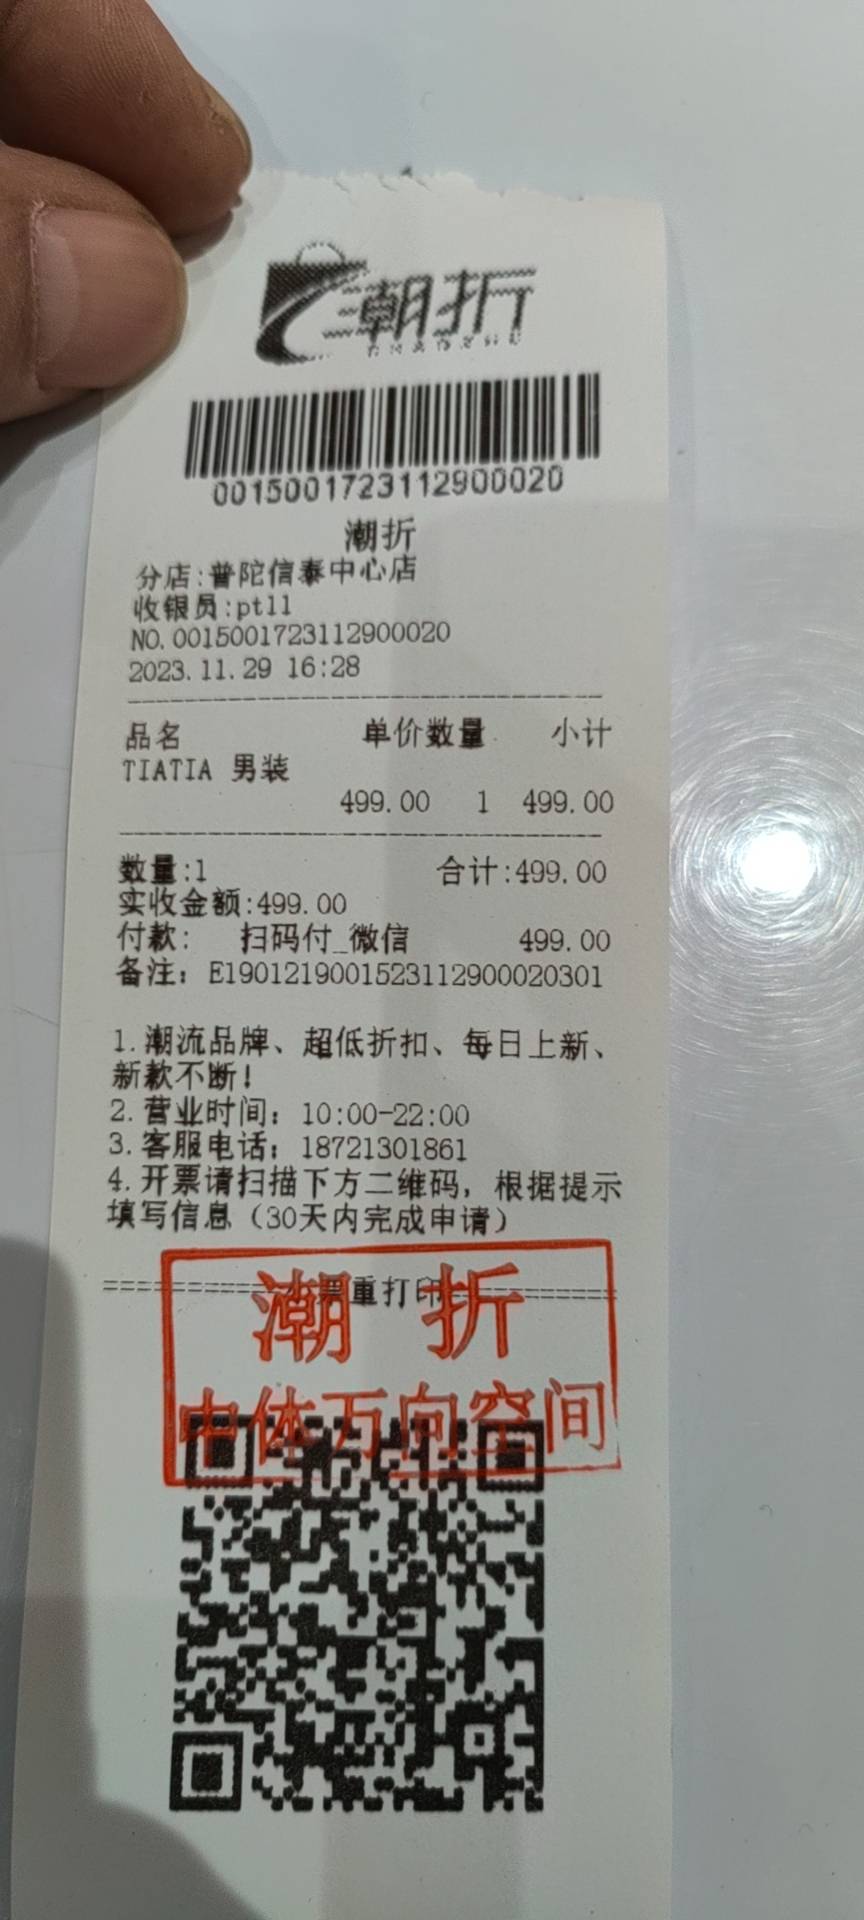 潮折
CHAOZHE
0015001723112900020
潮折
分店:普陀信泰中心店
收银员:pt11
NO.0015001723112900020
2023.11.29 16:28
品名 单价数量 小计
TIATIA 男装
499.00 1 499.00
数量:1 合计:499.00
实收金额:499.00
付款: 扫码付_微信 499.00
备注: E1901219001523112900020301
1.潮流品牌、超低折扣、每日上新、
新款不断!
2.营业时间: 10:00-22:00
3.客服电话: 18721301861
4.开票请扫描下方二维码, 根据提示
填写信息 (30天内完成申请)
票重打印
潮 折
中体万向空间